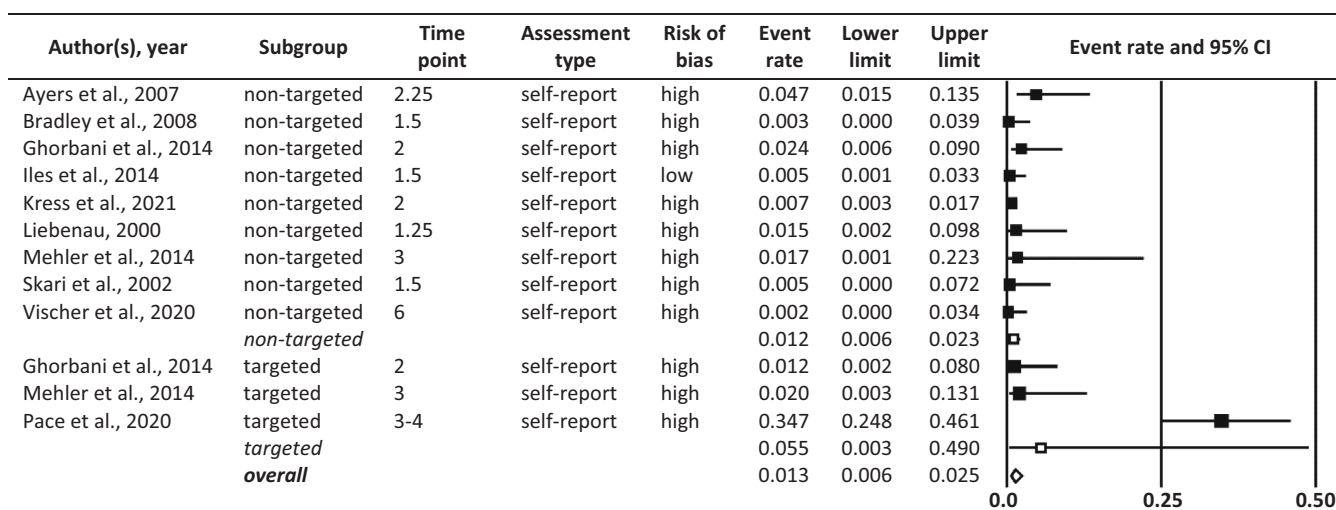 Author(s), year Subgroup Time point Assessment type Risk of bias Event rate Lower limit Upper limit Event rate and 95% CI
Ayers et al., 2007 non-targeted 2.25 self-report high 0.047 0.015 0.135
Bradley et al., 2008 non-targeted 1.5 self-report high 0.003 0.000 0.039
Ghorbani et al., 2014 non-targeted 2 self-report high 0.024 0.006 0.090
Iles et al., 2014 non-targeted 1.5 self-report low 0.005 0.001 0.033
Kress et al., 2021 non-targeted 2 self-report high 0.007 0.003 0.017
Liebenau, 2000 non-targeted 1.25 self-report high 0.015 0.002 0.098
Mehler et al., 2014 non-targeted 3 self-report high 0.017 0.001 0.223
Skari et al., 2002 non-targeted 1.5 self-report high 0.005 0.000 0.072
Vischer et al., 2020 non-targeted 6 self-report high 0.002 0.000 0.034
non-targeted 0.012 0.006 0.023
Ghorbani et al., 2014 targeted 2 self-report high 0.012 0.002 0.080
Mehler et al., 2014 targeted 3 self-report high 0.020 0.003 0.131
Pace et al., 2020 targeted 3-4 self-report high 0.347 0.248 0.461
targeted 0.055 0.003 0.490
overall 0.013 0.006 0.025
0.0 0.25 0.50